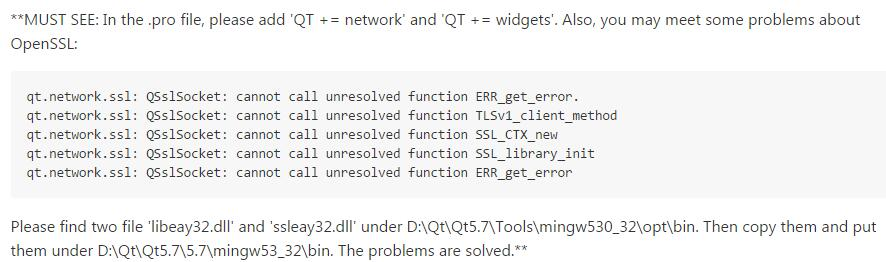 **MUST SEE: In the .pro file, please add 'QT += network' and 'QT += widgets'. Also, you may meet some problems about
OpenSSL:
qt.network.ssl: QSslSocket: cannot call unresolved function ERR_get_error.
qt.network.ssl: QSslSocket: cannot call unresolved function TLSv1_client_method
qt.network.ssl: QSslSocket: cannot call unresolved function SSL_CTX_new
qt.network.ssl: QSslSocket: cannot call unresolved function SSL_library_init
qt.network.ssl: QSslSocket: cannot call unresolved function ERR_get_error
Please find two file 'libeay32.dll' and 'ssleay32.dll' under D:\Qt\Qt5.7\Tools\mingw530_32\opt\bin. Then copy them and put
them under D:\Qt\Qt5.7\5.7\mingw53_32\bin. The problems are solved.**